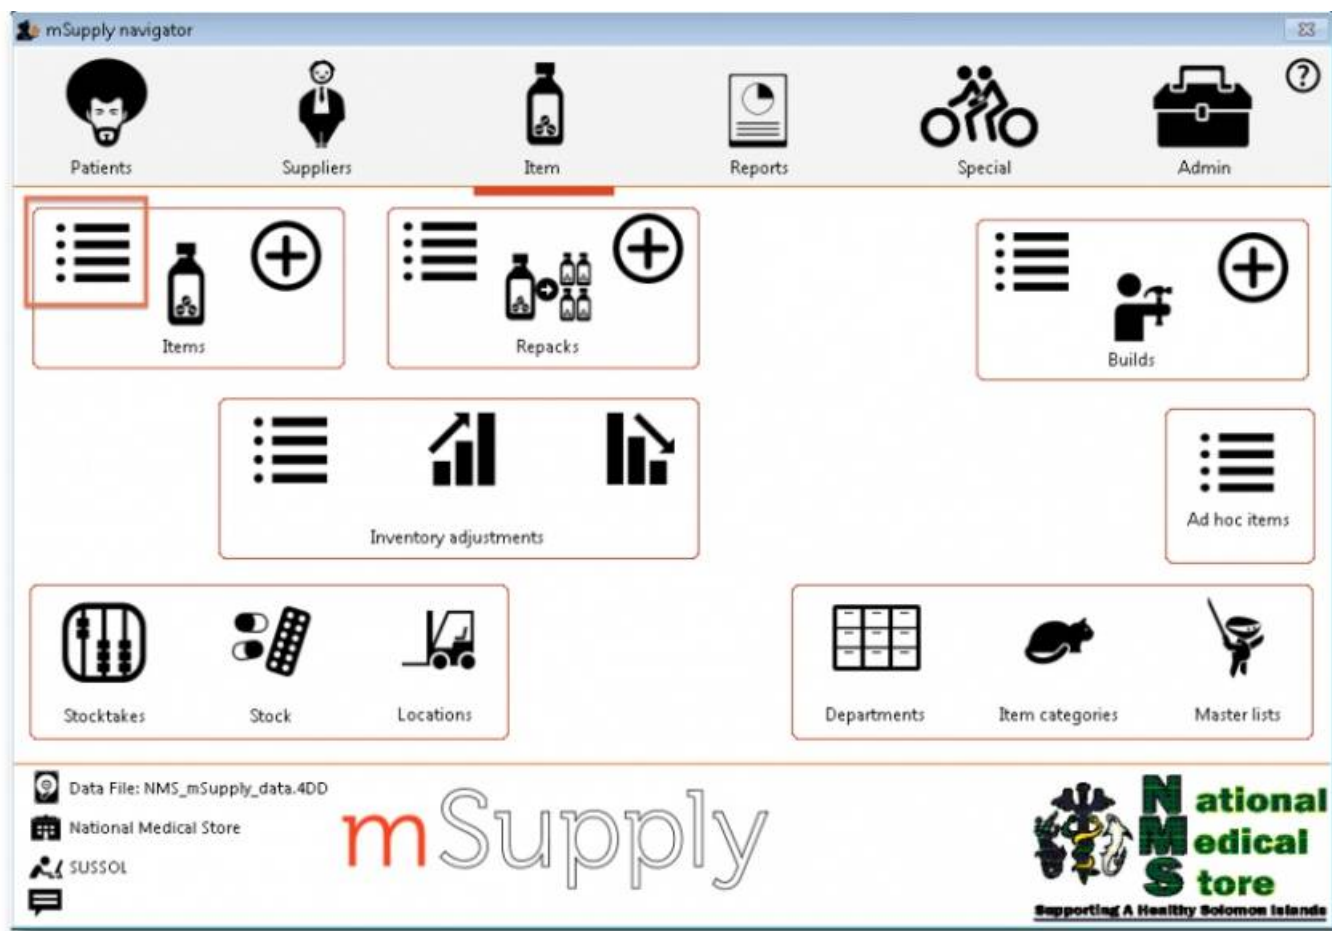 mSupply navigator
?
Patients
Suppliers
Item
Reports
Special
Admin
Items
Repacks
Builds
Inventory adjustments
Ad hoc items
Stocktakes
Stock
Locations
Departments
Item categories
Master lists
Data File: NMS_mSupply_data.4DD
National Medical Store
SUSSOL
mSupply
National
Medical
Store
Supporting A Healthy Solomon Islands